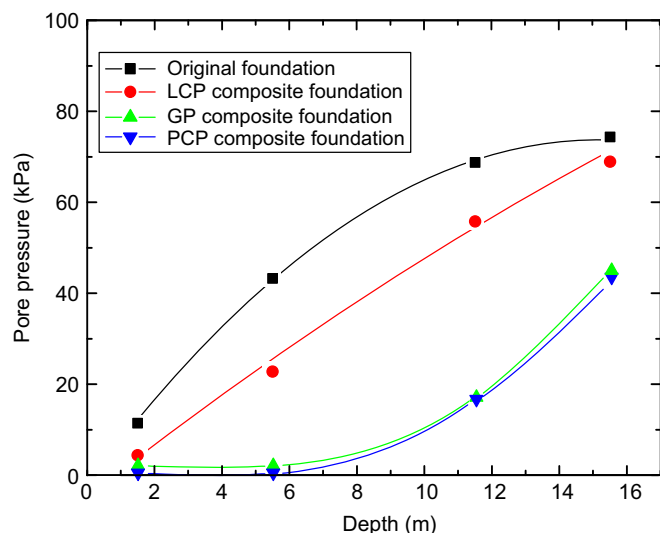 100
80
60
40
20
0
Pore pressure (kPa)
Original foundation
LCP composite foundation
GP composite foundation
PCP composite foundation
0 2 4 6 8 10 12 14 16
Depth (m)